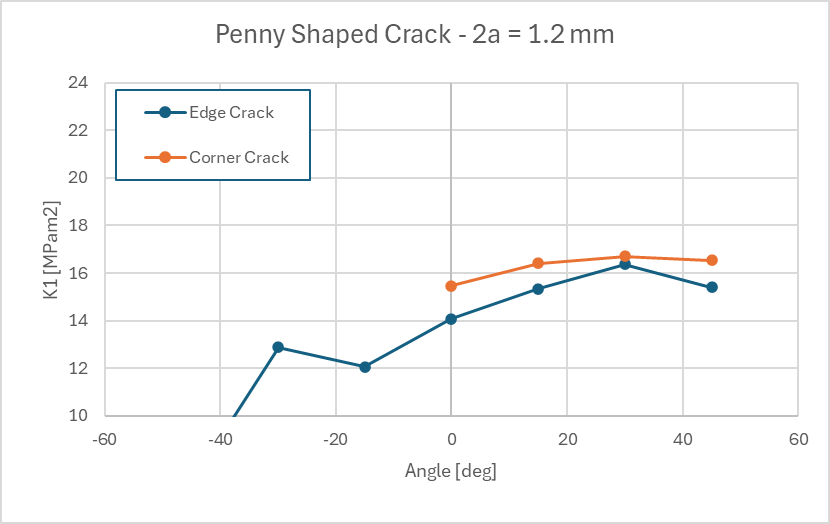 Penny Shaped Crack - 2a = 1.2 mm
24
22
20
18
16
14
12
10
K1 [MPam2]
Edge Crack
Corner Crack
-60 -40 -20 0 20 40 60
Angle [deg]